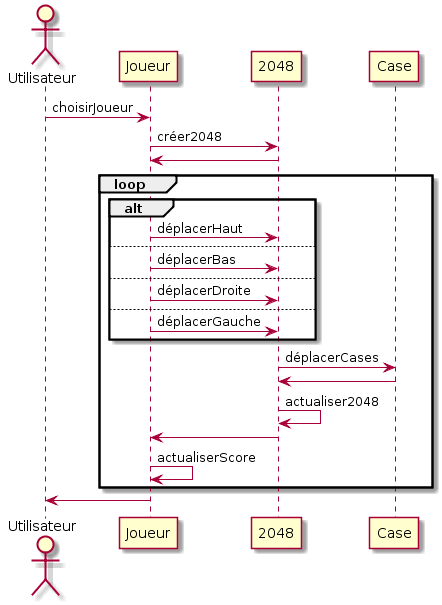 Utilisateur
Joueur
2048
Case
choisirJoueur
créer2048
loop
alt
déplacerHaut
déplacerBas
déplacerDroite
déplacerGauche
déplacerCases
actualiser2048
actualiserScore
Utilisateur
Joueur
2048
Case